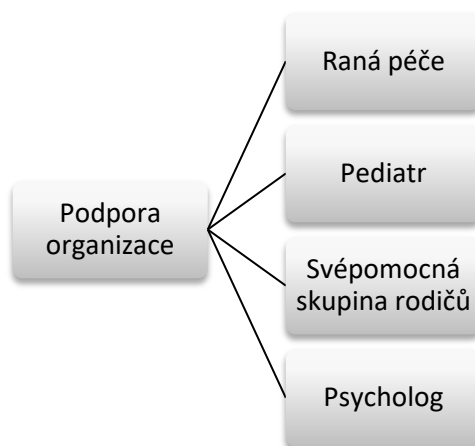 Raná péče
Pediatr
Podpora
organizace
Svépomocná
skupina rodičů
Psycholog